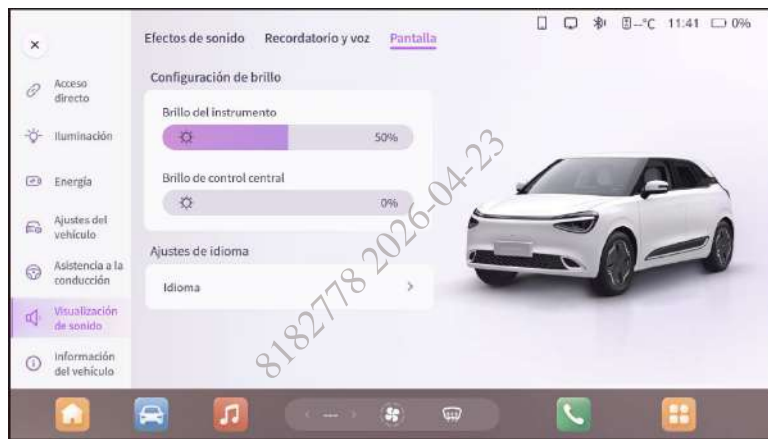 --°C 11:41 0%
Efectos de sonido Recordatorio y voz Pantalla
Acceso
directo
Iluminación
Energía
Ajustes del
vehículo
Asistencia a la
conducción
Visualización
de sonido
Información
del vehículo
Configuración de brillo
Brillo del instrumento
50%
Brillo de control central
0%
Ajustes de idioma
Idioma
8182778 2026-04-23
---